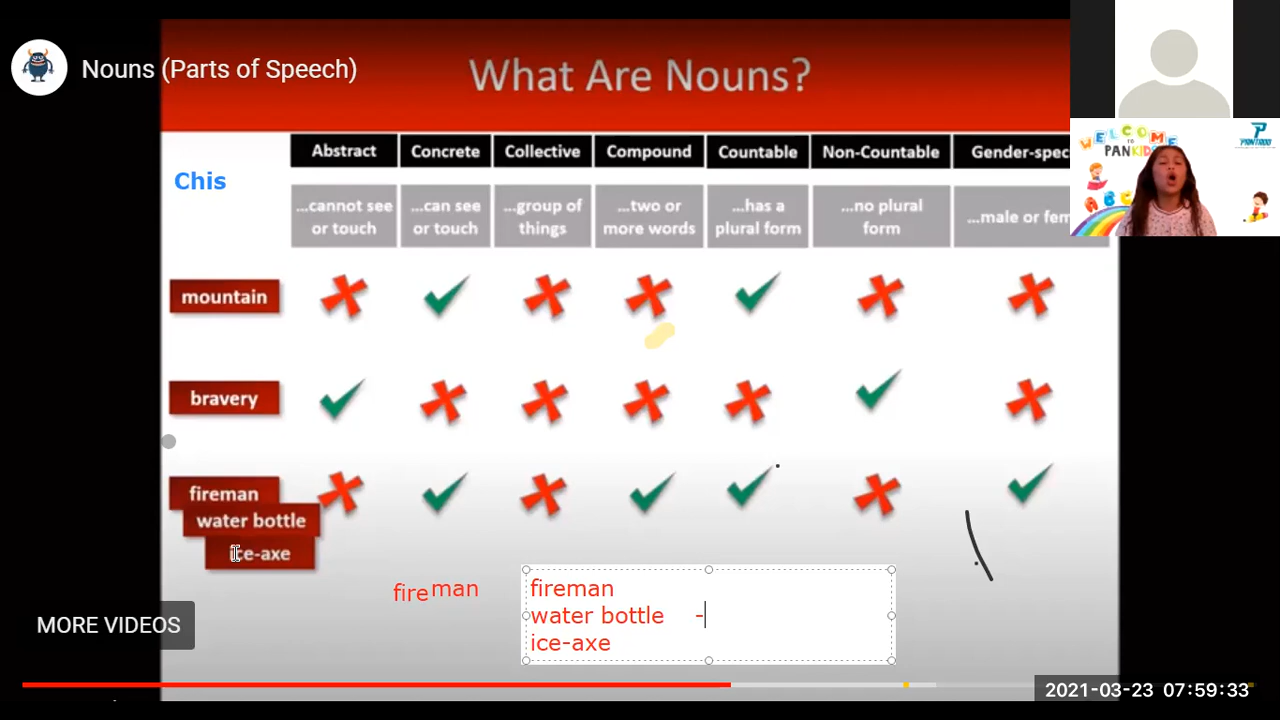 Nouns (Parts of Speech)
What Are Nouns?
WELCOME
TO
PANKIDS
PANTAOO
Abstract Concrete Collective Compound Countable Non-Countable Gender-spec
Chis
...cannot see or touch
...can see or touch
...group of things
...two or more words
...has a plural form
...no plural form
...male or fem
mountain
bravery
fireman
water bottle
ice-axe
fire man
fireman
water bottle -
ice-axe
MORE VIDEOS
2021-03-23 07:59:33